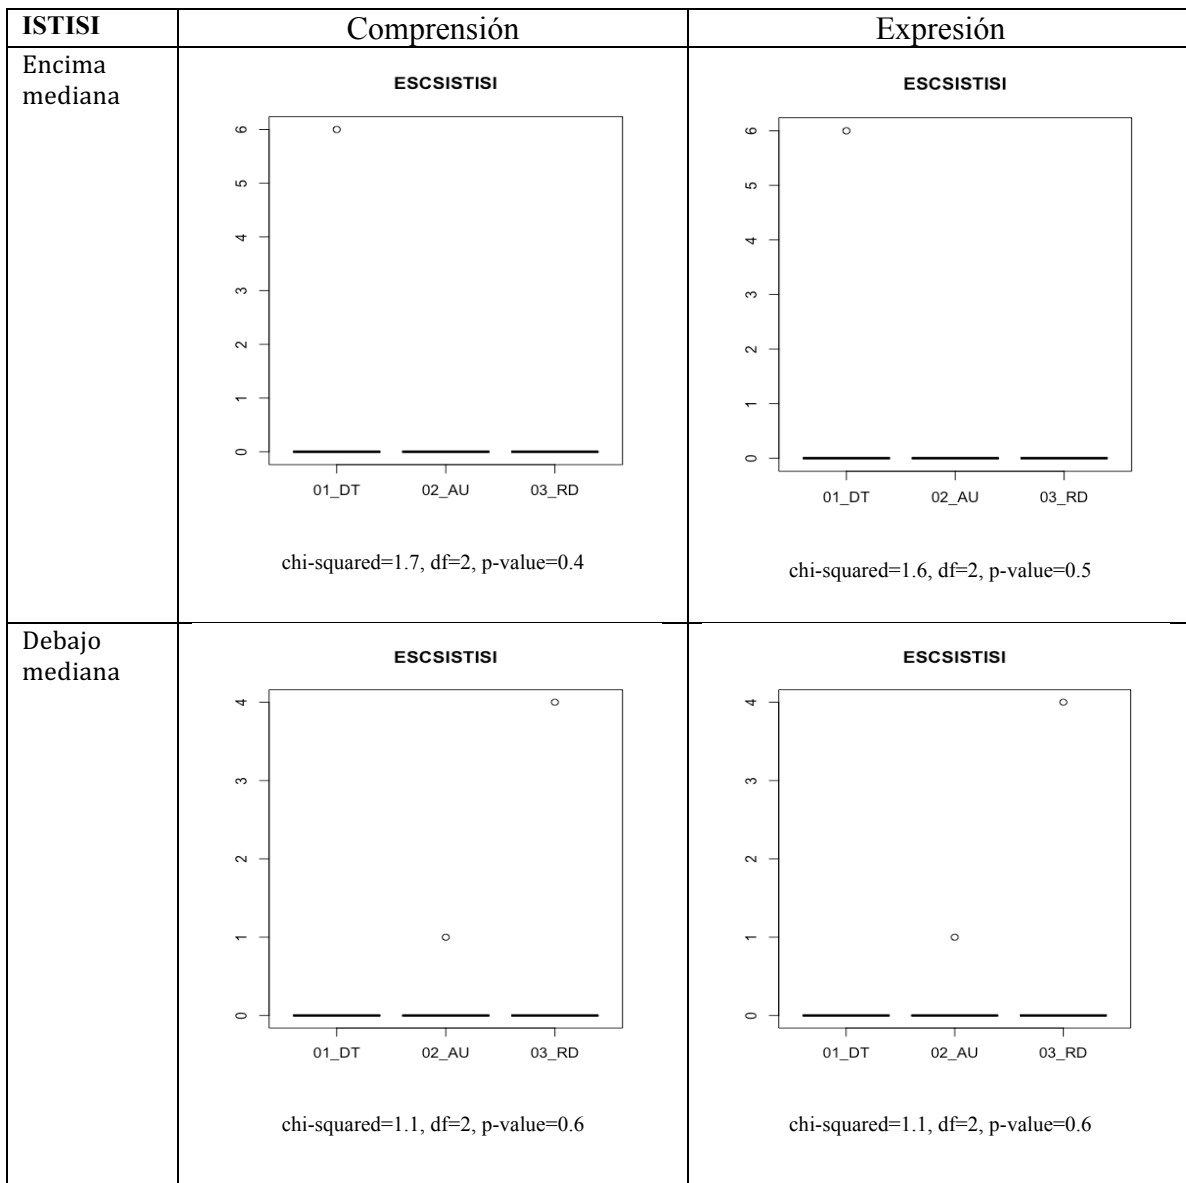 ISTISI
Comprensión
Expresión
Encima
mediana
ESCSISTISI
6
5
4
3
2
1
0
01_DT 02_AU 03_RD
chi-squared=1.7, df=2, p-value=0.4
ESCSISTISI
6
5
4
3
2
1
0
01_DT 02_AU 03_RD
chi-squared=1.6, df=2, p-value=0.5
Debajo
mediana
ESCSISTISI
4
3
2
1
0
01_DT 02_AU 03_RD
chi-squared=1.1, df=2, p-value=0.6
ESCSISTISI
4
3
2
1
0
01_DT 02_AU 03_RD
chi-squared=1.1, df=2, p-value=0.6